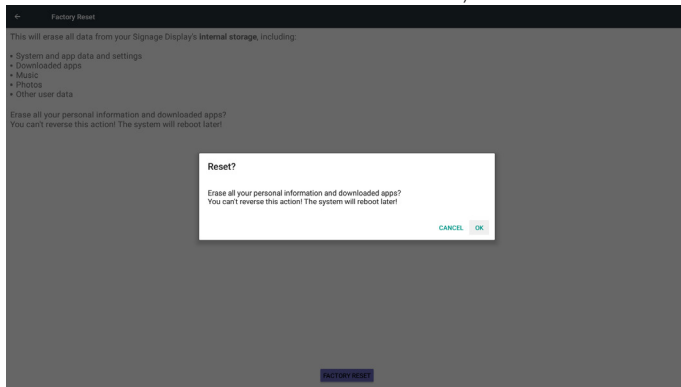 ← Factory Reset
This will erase all data from your Signage Display's internal storage, including:
• System and app data and settings
• Downloaded apps
• Music
• Photos
• Other user data
Erase all your personal information and downloaded apps?
You can't reverse this action! The system will reboot later!
Reset?
Erase all your personal information and downloaded apps?
You can't reverse this action! The system will reboot later!
CANCEL OK
FACTORY RESET